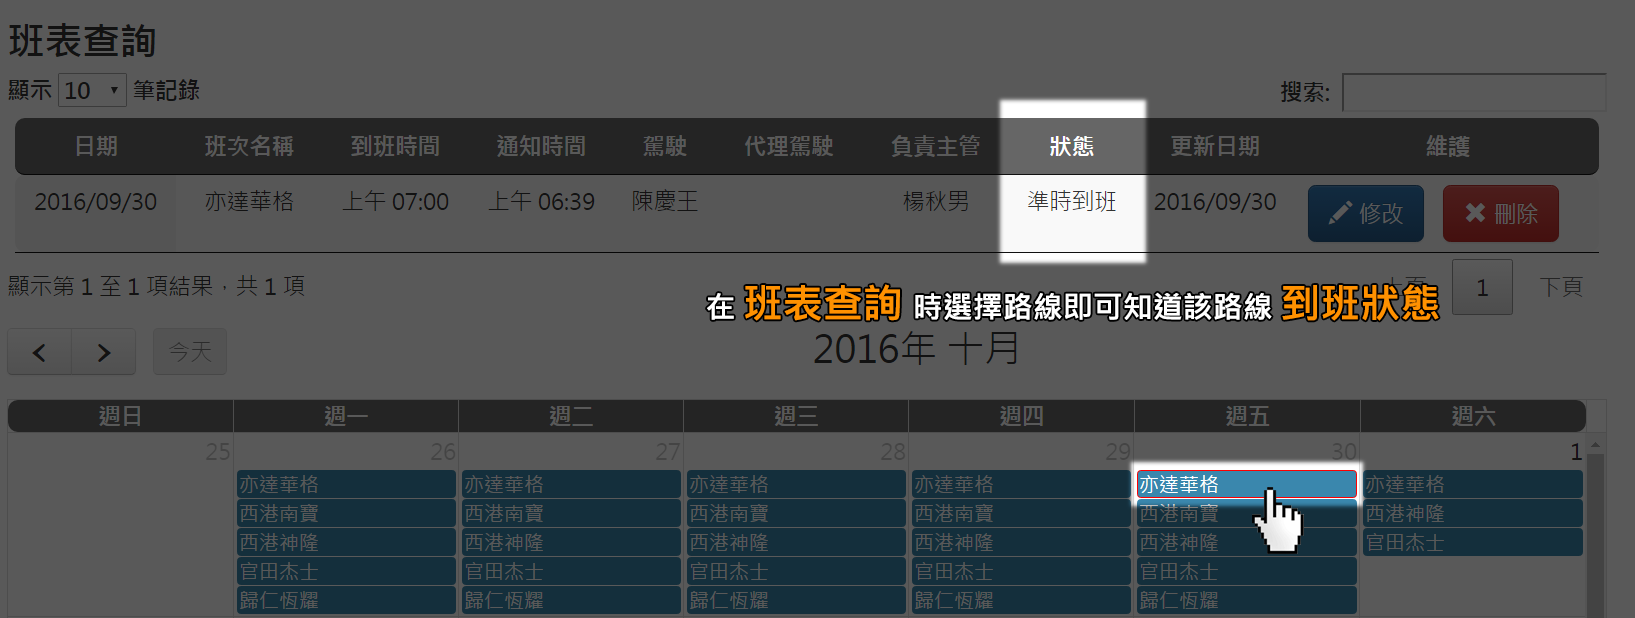 班表查詢
顯示 10 筆記錄 搜索:
日期 班次名稱 到班時間 通知時間 駕駛 代理駕駛 負責主管 狀態 更新日期 維護
2016/09/30 亦達華格 上午 07:00 上午 06:39 陳慶王 楊秋男 準時到班 2016/09/30 修改 刪除
顯示第 1 至 1 項結果，共 1 項 上頁 1 下頁
在 班表查詢 時選擇路線即可知道該路線 到班狀態
< > 今天 2016年 十月
週日 週一 週二 週三 週四 週五 週六
25 26 27 28 29 30 1
亦達華格 亦達華格 亦達華格 亦達華格 亦達華格 亦達華格
西港南寶 西港南寶 西港南寶 西港南寶 西港南寶 西港神隆
西港神隆 西港神隆 西港神隆 西港神隆 西港神隆 官田杰士
官田杰士 官田杰士 官田杰士 官田杰士 官田杰士
歸仁恆耀 歸仁恆耀 歸仁恆耀 歸仁恆耀 歸仁恆耀